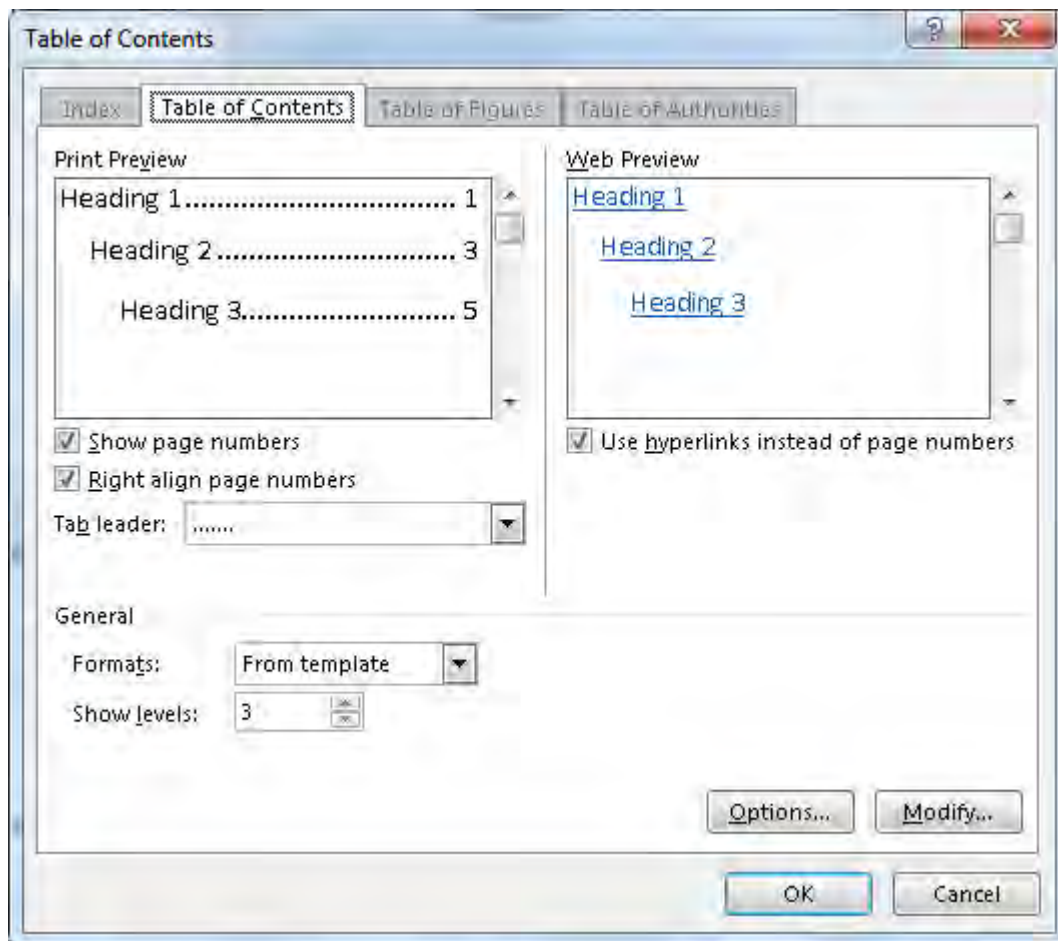 Table of Contents
Index Table of Contents Table of Figures Table of Authorities
Print Preview
Heading 1.................................. 1
Heading 2.............................. 3
Heading 3........................... 5
Show page numbers
Right align page numbers
Tab leader: .......
Web Preview
Heading 1
Heading 2
Heading 3
Use hyperlinks instead of page numbers
General
Formats: From template
Show levels: 3
Options... Modify...
OK Cancel